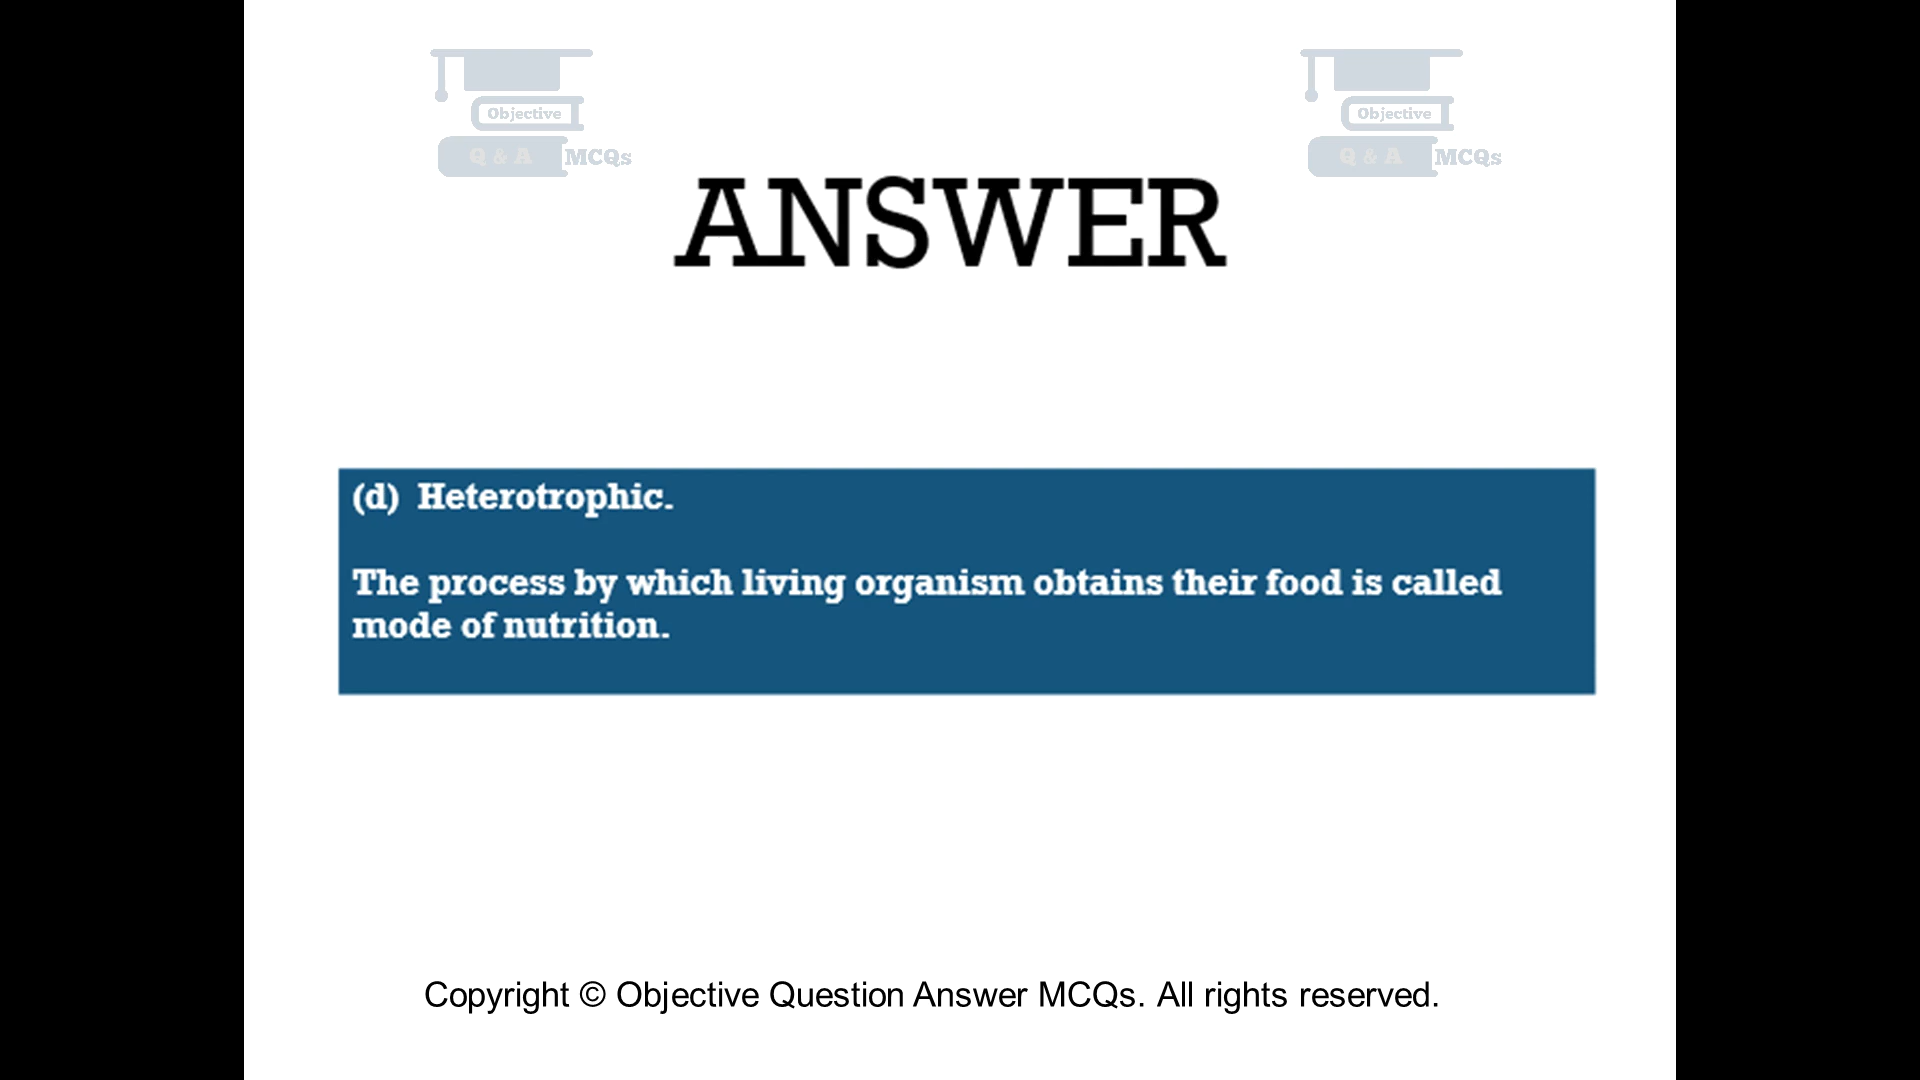 Objective
Q & A MCQs
Objective
Q & A MCQs
ANSWER
(d) Heterotrophic.
The process by which living organism obtains their food is called
mode of nutrition.
Copyright © Objective Question Answer MCQs. All rights reserved.